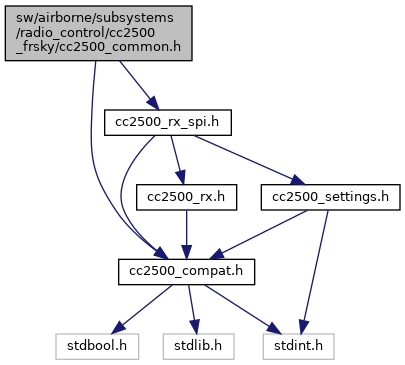 sw/airborne/subsystems
/radio_control/cc2500
_frsky/cc2500_common.h
cc2500_rx_spi.h
cc2500_rx.h
cc2500_settings.h
cc2500_compat.h
stdbool.h
stdlib.h
stdint.h